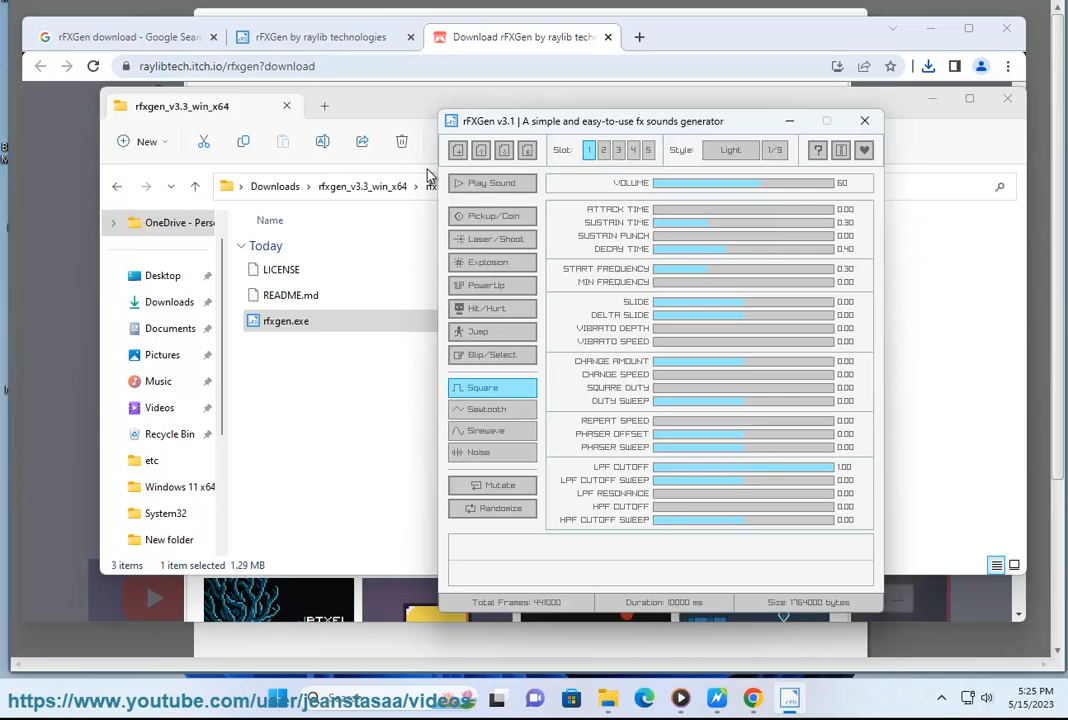 rFXGen download - Google Sear
rFXGen by raylib technologies
Download rFXGen by raylib techn
raylibtech.itch.io/rfxgen?download
rfxgen_v3.3_win_x64
New
Downloads
rfxgen_v3.3_win_x64
OneDrive - Pers
Desktop
Downloads
Documents
Pictures
Music
Videos
Recycle Bin
etc
Windows 11 x64
System32
New folder
Name
Today
LICENSE
README.md
rfxgen.exe
3 items
1 item selected 1.29 MB
rFXGen v3.1 | A simple and easy-to-use fx sounds generator
Slot: 1 2 3 4 5
Style: Light 1/9
Play Sound
Pickup/Coin
Laser/Shoot
Explosion
PowerUp
Hit/Hurt
Jump
Blip/Select
Square
Sawtooth
Sinewave
Noise
Mutate
Randomize
VOLUME 60
ATTACK TIME 0.00
SUSTAIN TIME 0.30
SUSTAIN PUNCH 0.00
DECAY TIME 0.40
START FREQUENCY 0.30
MIN FREQUENCY 0.00
SLIDE 0.00
DELTA SLIDE 0.00
VIBRATO DEPTH 0.00
VIBRATO SPEED 0.00
CHANGE AMOUNT 0.00
CHANGE SPEED 0.00
SQUARE DUTY 0.00
DUTY SWEEP 0.00
REPEAT SPEED 0.00
PHASER OFFSET 0.00
PHASER SWEEP 0.00
LPF CUTOFF 1.00
LPF CUTOFF SWEEP 0.00
LPF RESONANCE 0.00
HPF CUTOFF 0.00
HPF CUTOFF SWEEP 0.00
Total Frames: 441000
Duration: 10000 ms
Size: 1764000 bytes
https://www.youtube.com/user/jeanstasaa/videos
5:25 PM
5/15/2023